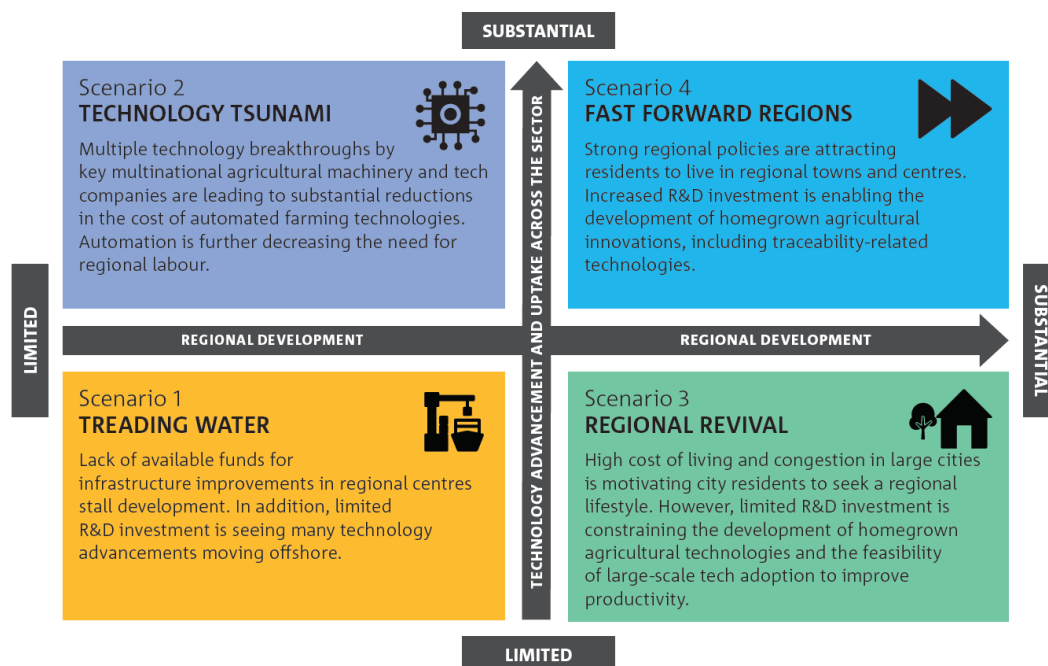 SUBSTANTIAL
Scenario 2
TECHNOLOGY TSUNAMI
Multiple technology breakthroughs by
key multinational agricultural machinery and tech
companies are leading to substantial reductions
in the cost of automated farming technologies.
Automation is further decreasing the need for
regional labour.
Scenario 4
FAST FORWARD REGIONS
Strong regional policies are attracting
residents to live in regional towns and centres.
Increased R&D investment is enabling the
development of homegrown agricultural
innovations, including traceability-related
technologies.
LIMITED
REGIONAL DEVELOPMENT
TECHNOLOGY ADVANCEMENT AND UPTAKE ACROSS THE SECTOR
REGIONAL DEVELOPMENT
SUBSTANTIAL
Scenario 1
TREADING WATER
Lack of available funds for
infrastructure improvements in regional centres
stall development. In addition, limited
R&D investment is seeing many technology
advancements moving offshore.
Scenario 3
REGIONAL REVIVAL
High cost of living and congestion in large cities
is motivating city residents to seek a regional
lifestyle. However, limited R&D investment is
constraining the development of homegrown
agricultural technologies and the feasibility
of large-scale tech adoption to improve
productivity.
LIMITED